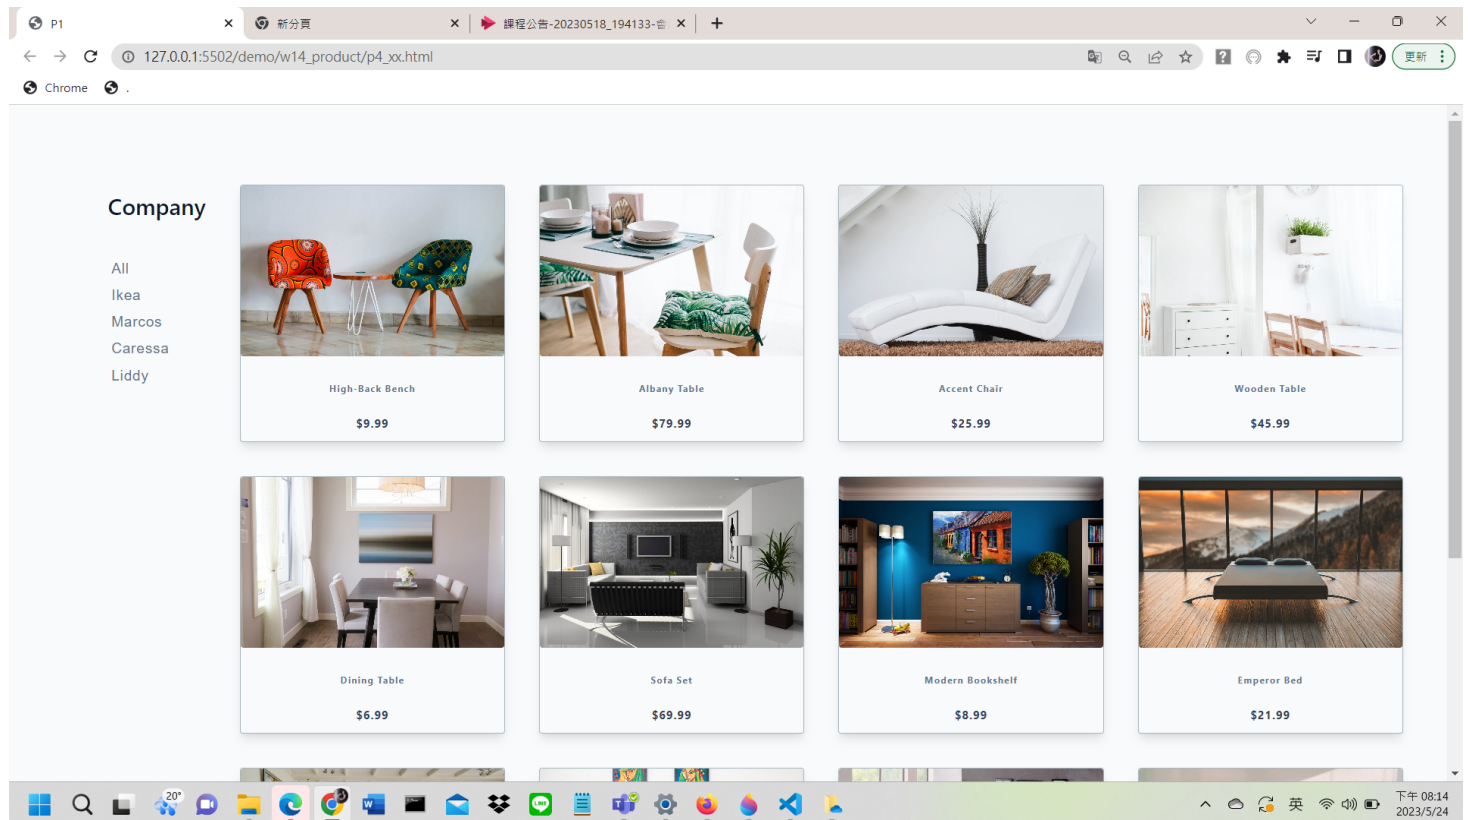 P1
新分頁
課程公告-20230518_194133-會
127.0.0.1:5502/demo/w14_product/p4_xx.html
更新
Chrome
.
Company
All
Ikea
Marcos
Caressa
Liddy
High-Back Bench
$9.99
Albany Table
$79.99
Accent Chair
$25.99
Wooden Table
$45.99
Dining Table
$6.99
Sofa Set
$69.99
Modern Bookshelf
$8.99
Emperor Bed
$21.99
20°
英
下午 08:14
2023/5/24